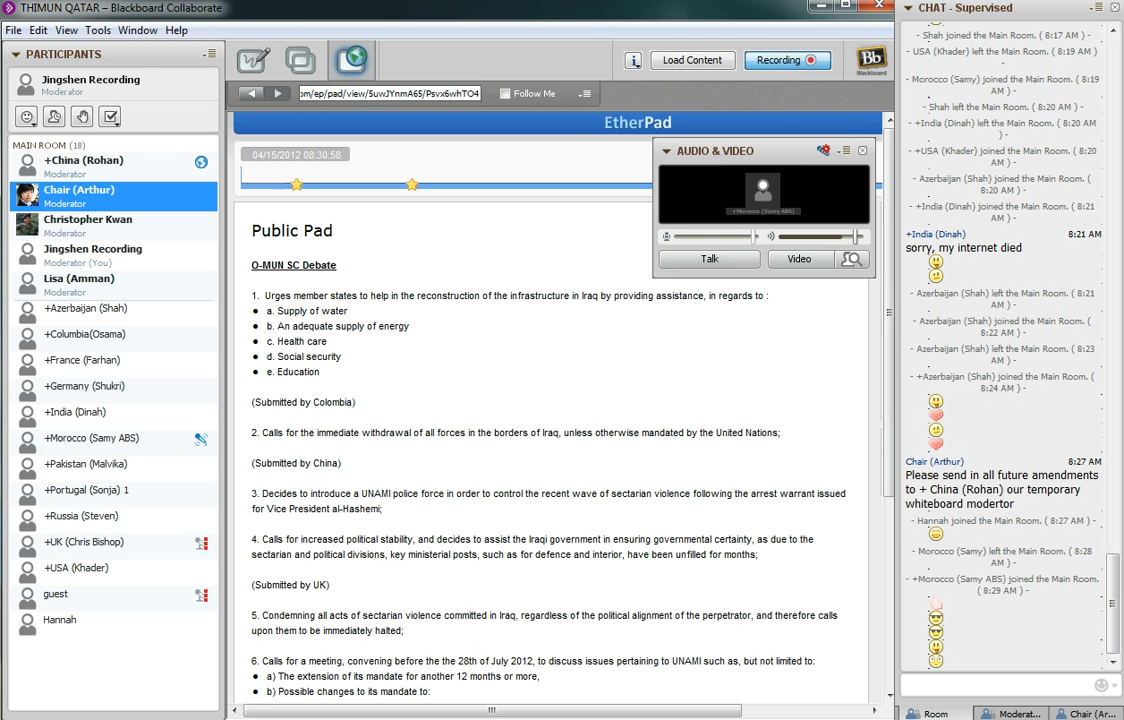 THIMUN QATAR – Blackboard Collaborate
File Edit View Tools Window Help
PARTICIPANTS
Jingshen Recording
Moderator
MAIN ROOM (18)
+China (Rohan)
Moderator
Chair (Arthur)
Moderator
Christopher Kwan
Moderator
Jingshen Recording
Moderator (You)
Lisa (Amman)
Moderator
+Azerbaijan (Shah)
+Columbia(Osama)
+France (Farhan)
+Germany (Shukri)
+India (Dinah)
+Morocco (Samy ABS)
+Pakistan (Malvika)
+Portugal (Sonja) 1
+Russia (Steven)
+UK (Chris Bishop)
+USA (Khader)
guest
Hannah
Load Content
Recording
Bb
Blackboard
om/ep/pad/view/5uwJYnmA65/Psvx6whTO4
Follow Me
EtherPad
04/15/2012 08:30:58
Public Pad
O-MUN SC Debate
1. Urges member states to help in the reconstruction of the infrastructure in Iraq by providing assistance, in regards to :
● a. Supply of water
● b. An adequate supply of energy
● c. Health care
● d. Social security
● e. Education
(Submitted by Colombia)
2. Calls for the immediate withdrawal of all forces in the borders of Iraq, unless otherwise mandated by the United Nations;
(Submitted by China)
3. Decides to introduce a UNAMI police force in order to control the recent wave of sectarian violence following the arrest warrant issued
for Vice President al-Hashemi;
4. Calls for increased political stability, and decides to assist the Iraqi government in ensuring governmental certainty, as due to the
sectarian and political divisions, key ministerial posts, such as for defence and interior, have been unfilled for months;
(Submitted by UK)
5. Condemning all acts of sectarian violence committed in Iraq, regardless of the political alignment of the perpetrator, and therefore calls
upon them to be immediately halted;
6. Calls for a meeting, convening before the the 28th of July 2012, to discuss issues pertaining to UNAMI such as, but not limited to:
● a) The extension of its mandate for another 12 months or more,
● b) Possible changes to its mandate to:
AUDIO & VIDEO
+Morocco (Samy ABS)
Talk
Video
CHAT - Supervised
- Shah joined the Main Room. ( 8:17 AM ) -
- USA (Khader) left the Main Room. ( 8:19
AM ) -
- Morocco (Samy) joined the Main Room. ( 8:19
AM ) -
- Shah left the Main Room. ( 8:20 AM ) -
- +India (Dinah) left the Main Room. ( 8:20 AM
) -
- +USA (Khader) left the Main Room. ( 8:20
AM ) -
- Azerbaijan (Shah) joined the Main Room. (
8:20 AM ) -
- +India (Dinah) joined the Main Room. ( 8:21
AM ) -
+India (Dinah) 8:21 AM
sorry, my internet died
- Azerbaijan (Shah) left the Main Room. ( 8:21
AM ) -
- Azerbaijan (Shah) joined the Main Room. (
8:22 AM ) -
- Azerbaijan (Shah) left the Main Room. ( 8:23
AM ) -
- +Azerbaijan (Shah) joined the Main Room. (
8:24 AM ) -
Chair (Arthur) 8:27 AM
Please send in all future amendments
to + China (Rohan) our temporary
whiteboard modertor
- Hannah joined the Main Room. ( 8:27 AM ) -
- Morocco (Samy) left the Main Room. ( 8:28
AM ) -
- +Morocco (Samy ABS) joined the Main Room.
( 8:29 AM ) -
Room
Moderat...
Chair (Ar...